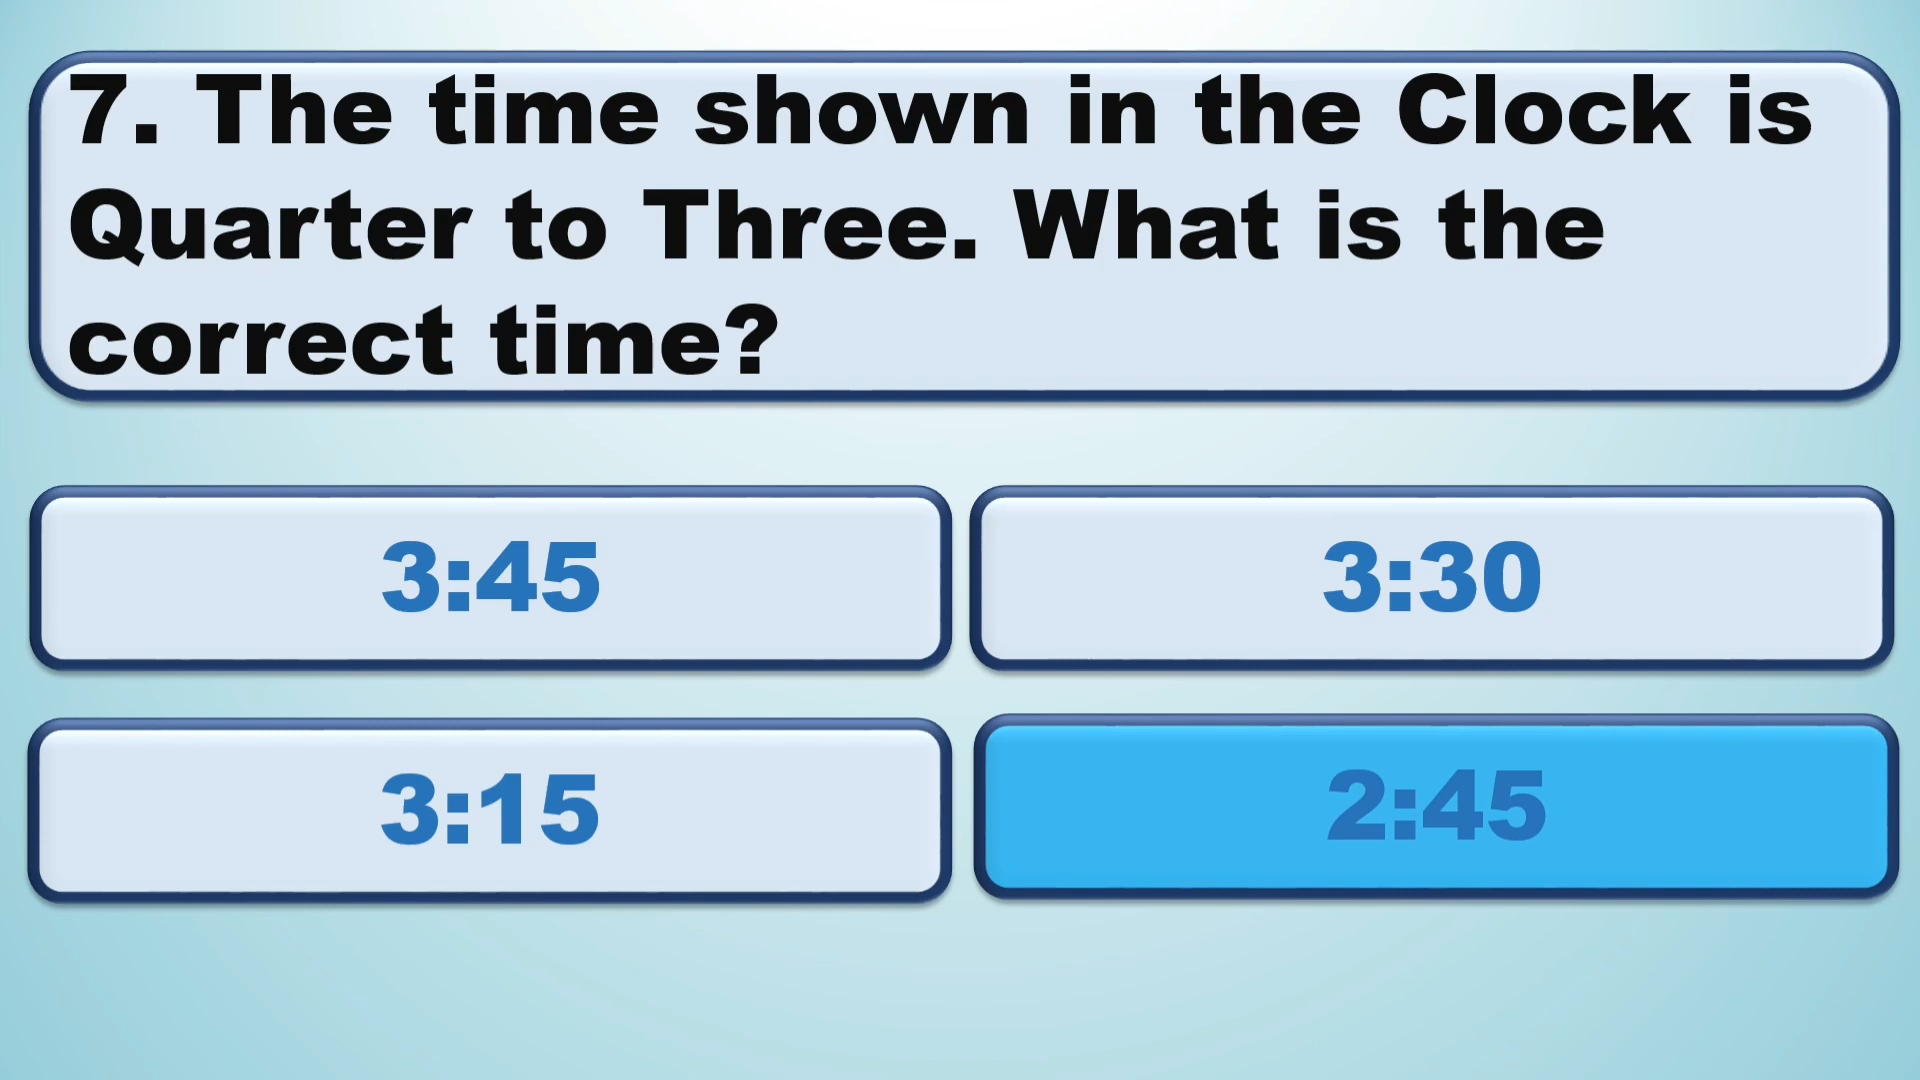 7. The time shown in the Clock is
Quarter to Three. What is the
correct time?
3:45
3:30
3:15
2:45